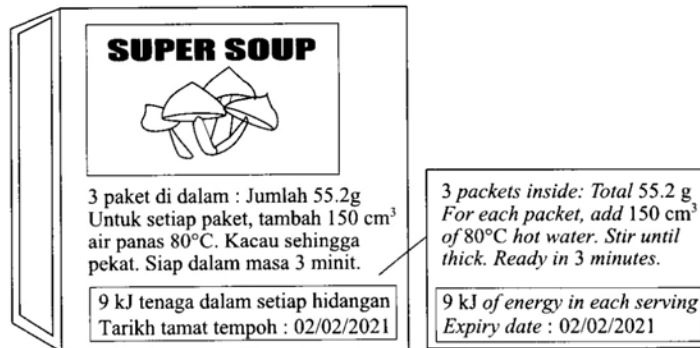 SUPER SOUP
3 paket di dalam : Jumlah 55.2g
Untuk setiap paket, tambah 150 cm³
air panas 80°C. Kacau sehingga
pekat. Siap dalam masa 3 minit.
9 kJ tenaga dalam setiap hidangan
Tarikh tamat tempoh : 02/02/2021
3 packets inside: Total 55.2 g
For each packet, add 150 cm³
of 80°C hot water. Stir until
thick. Ready in 3 minutes.
9 kJ of energy in each serving
Expiry date : 02/02/2021